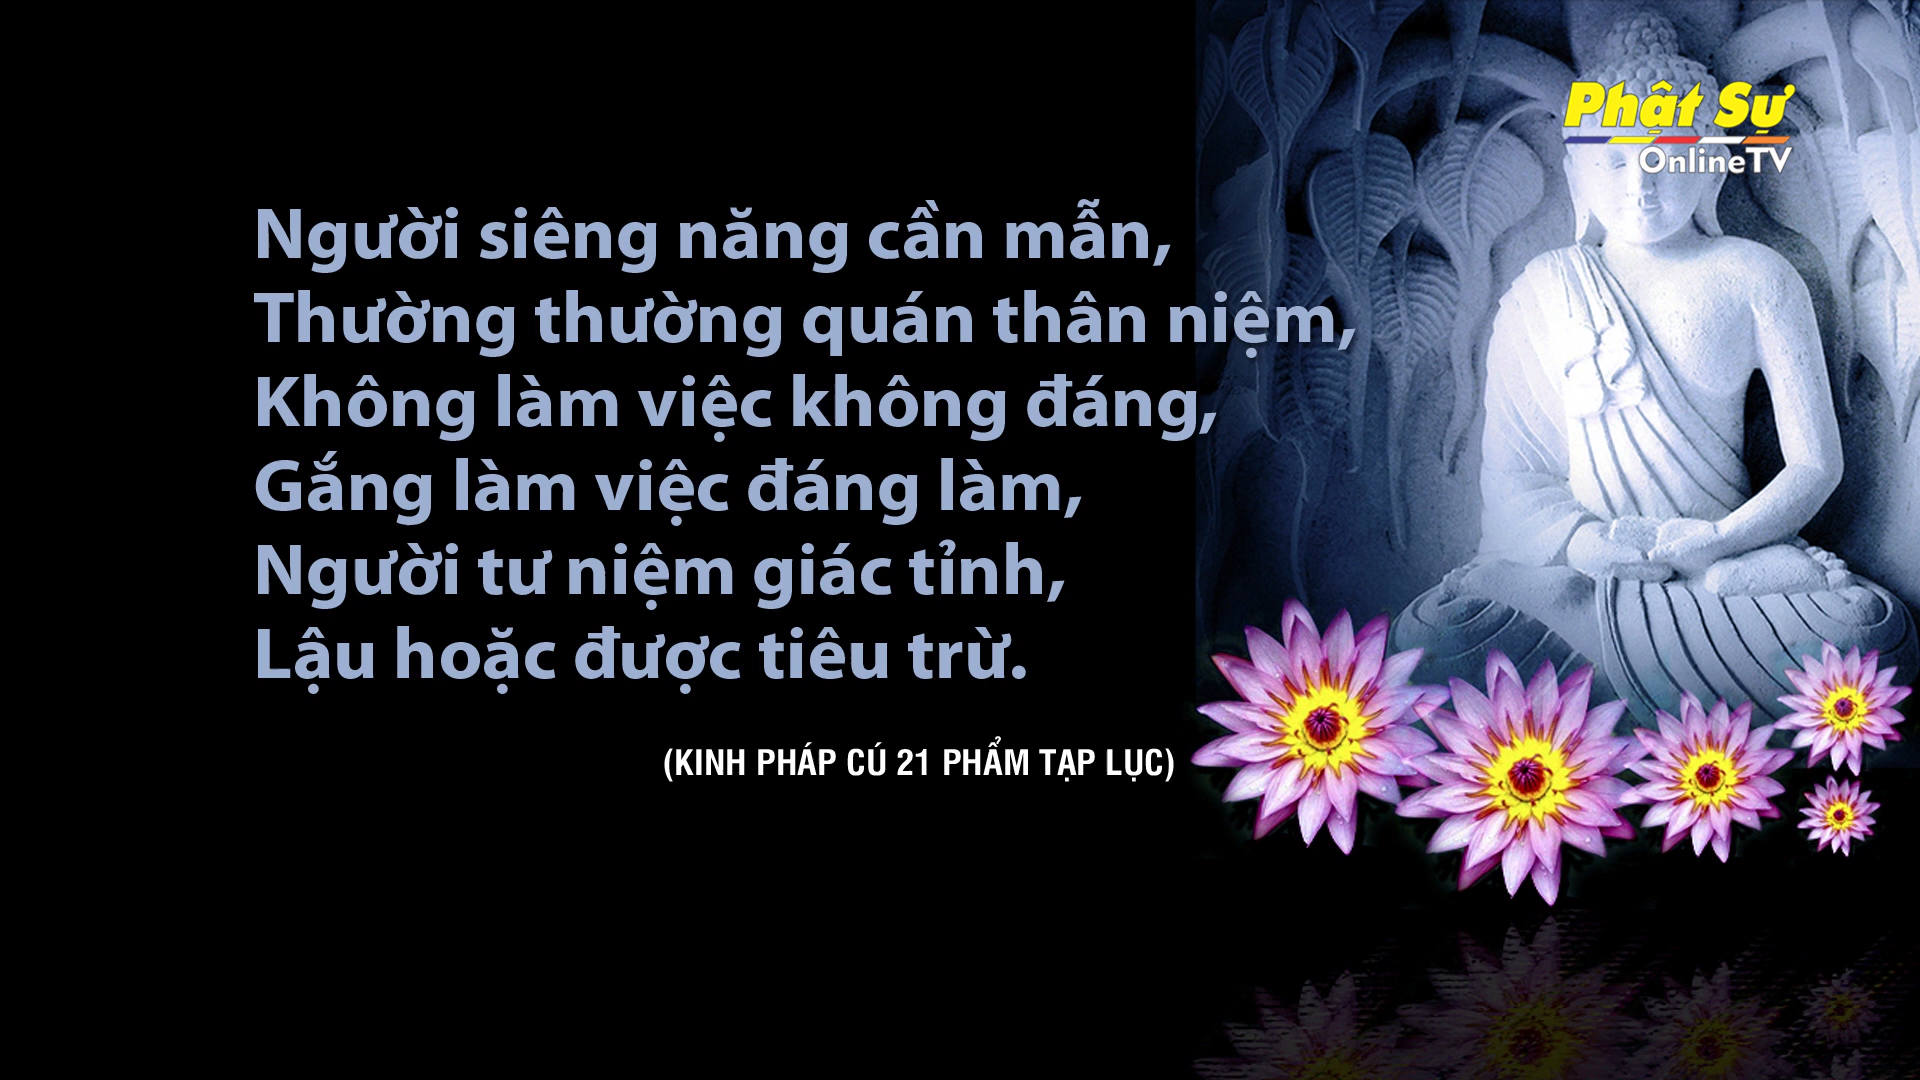 Phật Sự
OnlineTV
Người siêng năng cần mẫn,
Thường thường quán thân niệm,
Không làm việc không đáng,
Gắng làm việc đáng làm,
Người tư niệm giác tỉnh,
Lậu hoặc được tiêu trừ.
(KINH PHÁP CÚ 21 PHẨM TẠP LỤC)